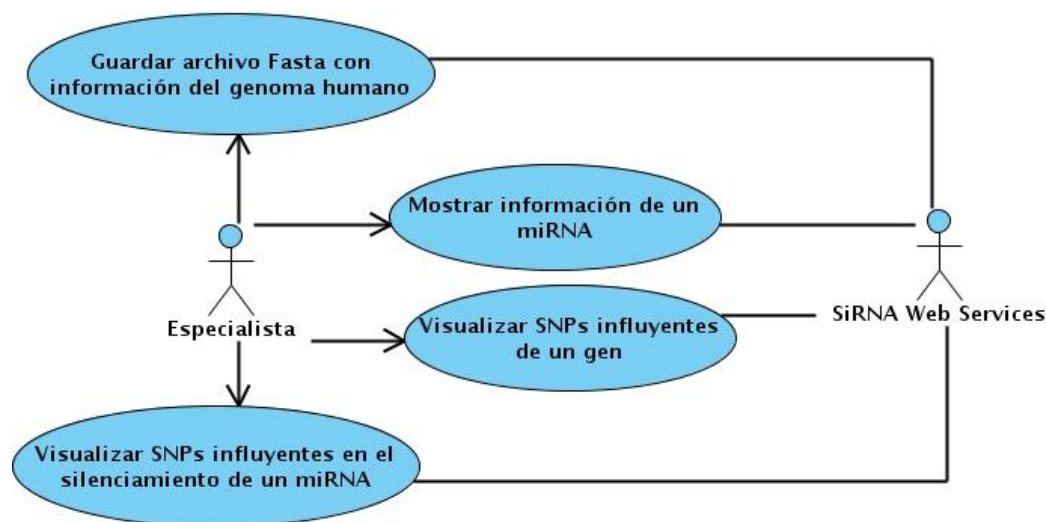 Guardar archivo Fasta con
información del genoma humano
Mostrar información de un
miRNA
Especialista
SiRNA Web Services
Visualizar SNPs influyentes
de un gen
Visualizar SNPs influyentes en el
silenciamiento de un miRNA